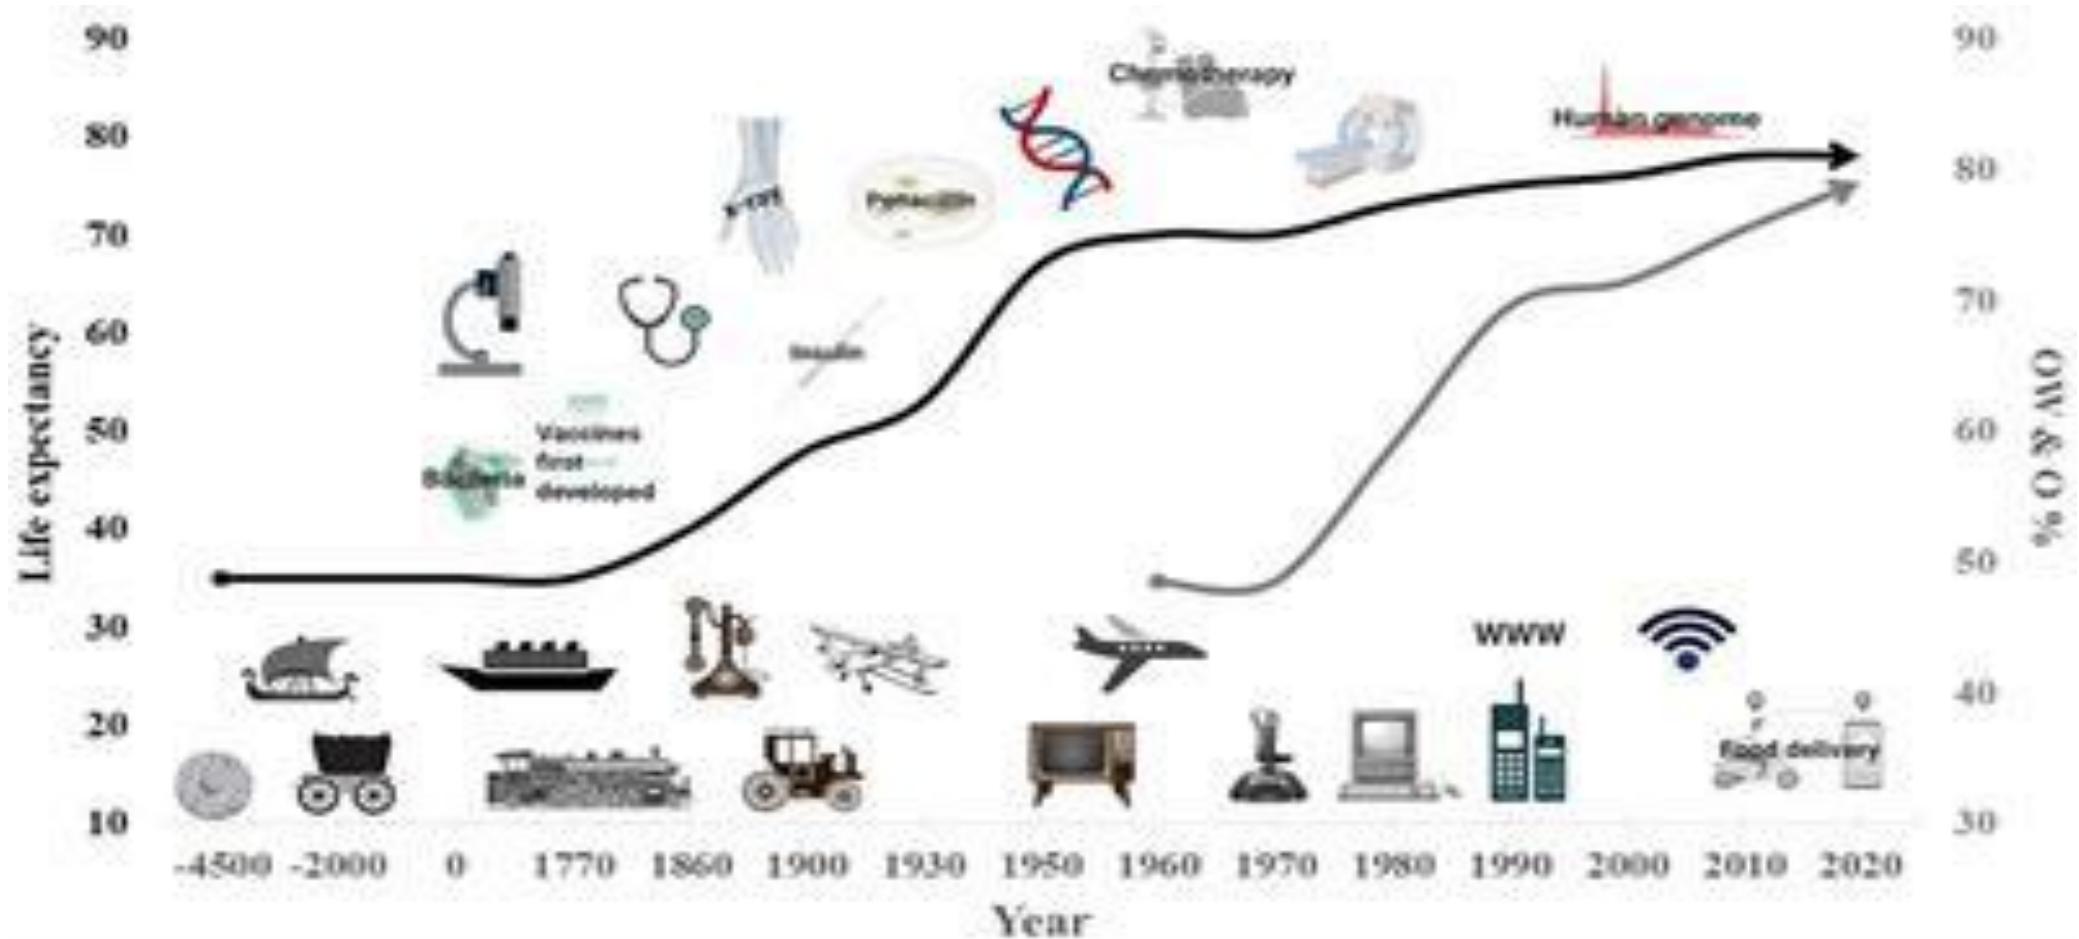 90
80
70
60
50
40
30
20
10
Life expectancy
90
80
70
60
50
40
30
% O & OW
Chemotherapy
Human genome
X-ray
Penicillin
Insulin
Vaccines
first
developed
Bacteria
WWW
Food delivery
-4500 -2000 0 1770 1860 1900 1930 1950 1960 1970 1980 1990 2000 2010 2020
Year